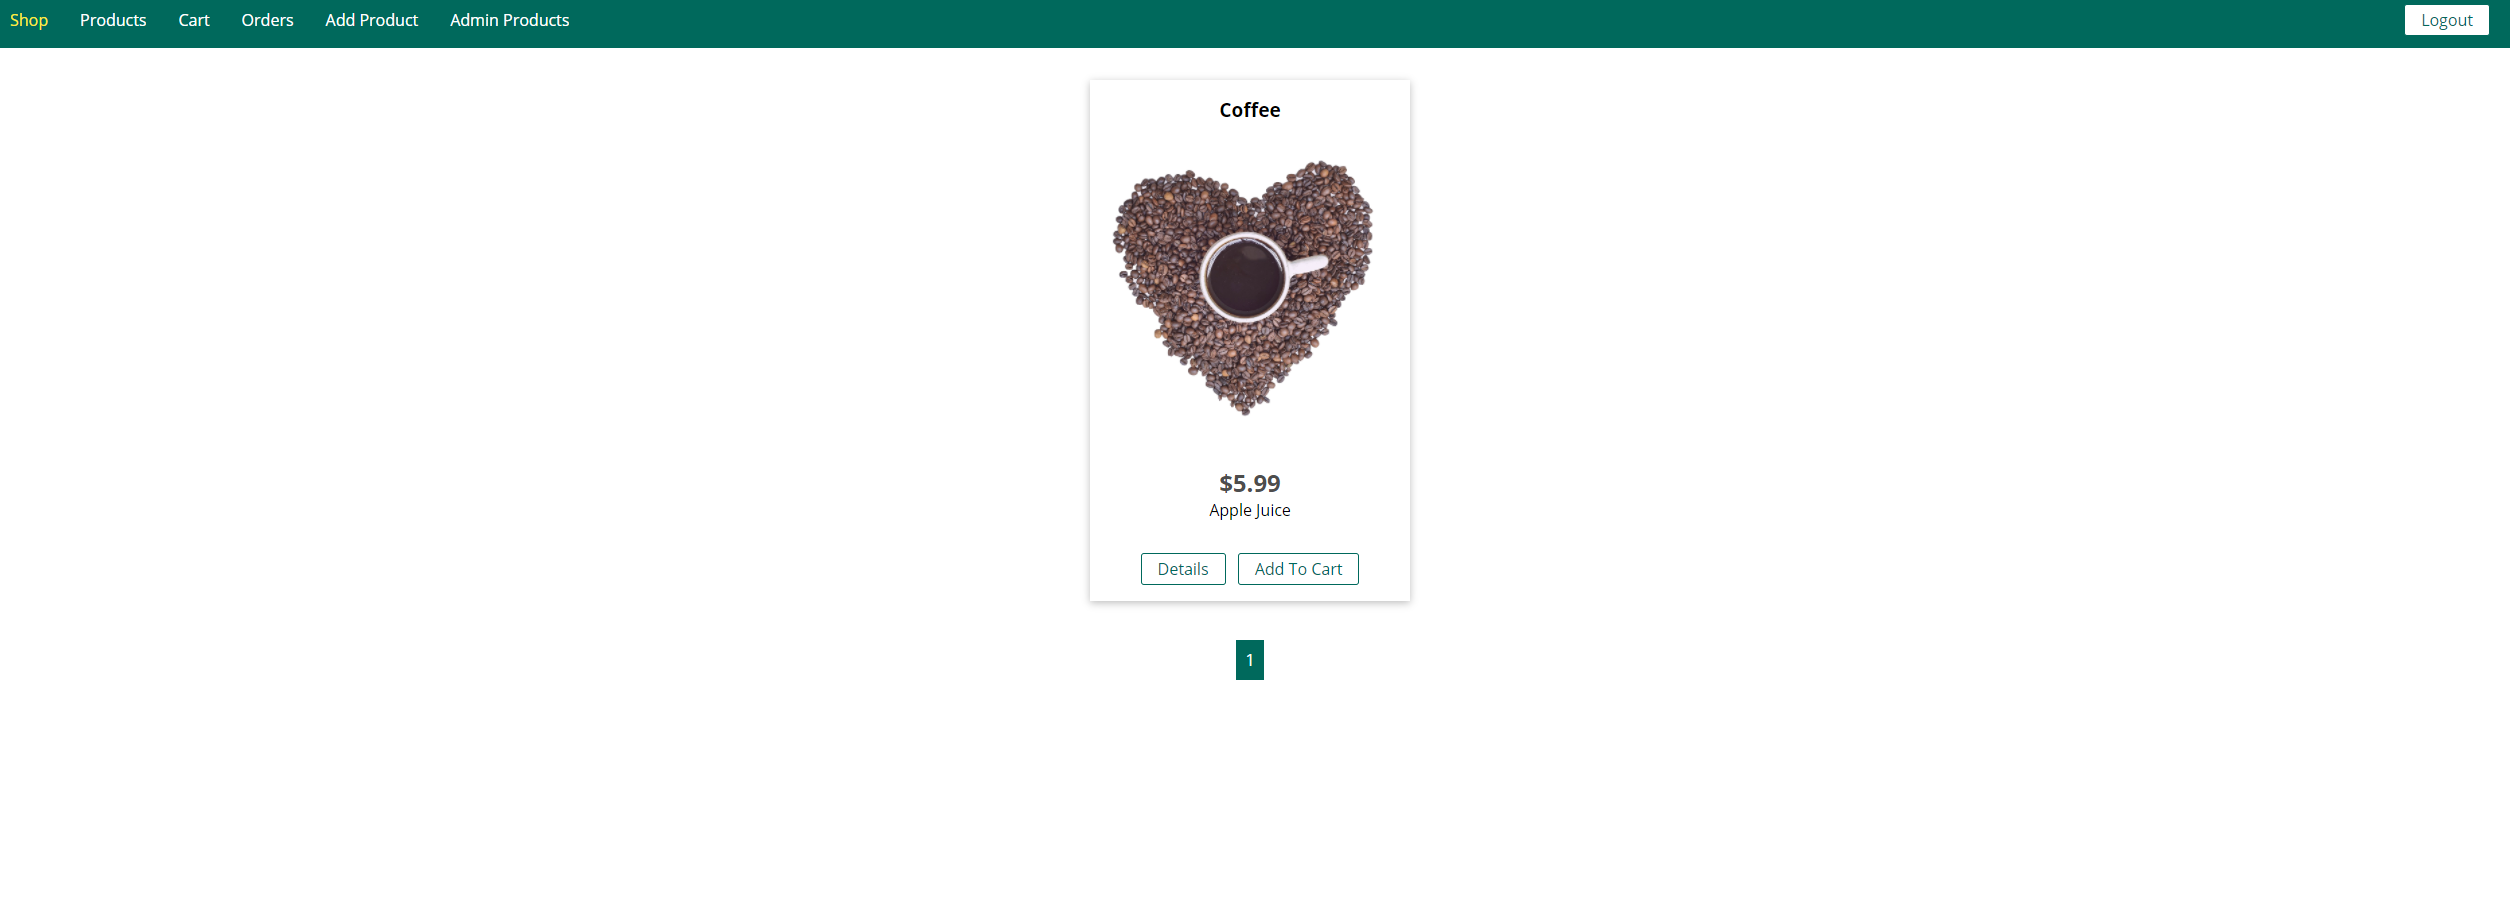 Shop Products Cart Orders Add Product Admin Products Logout
Coffee
$5.99
Apple Juice
Details Add To Cart
1